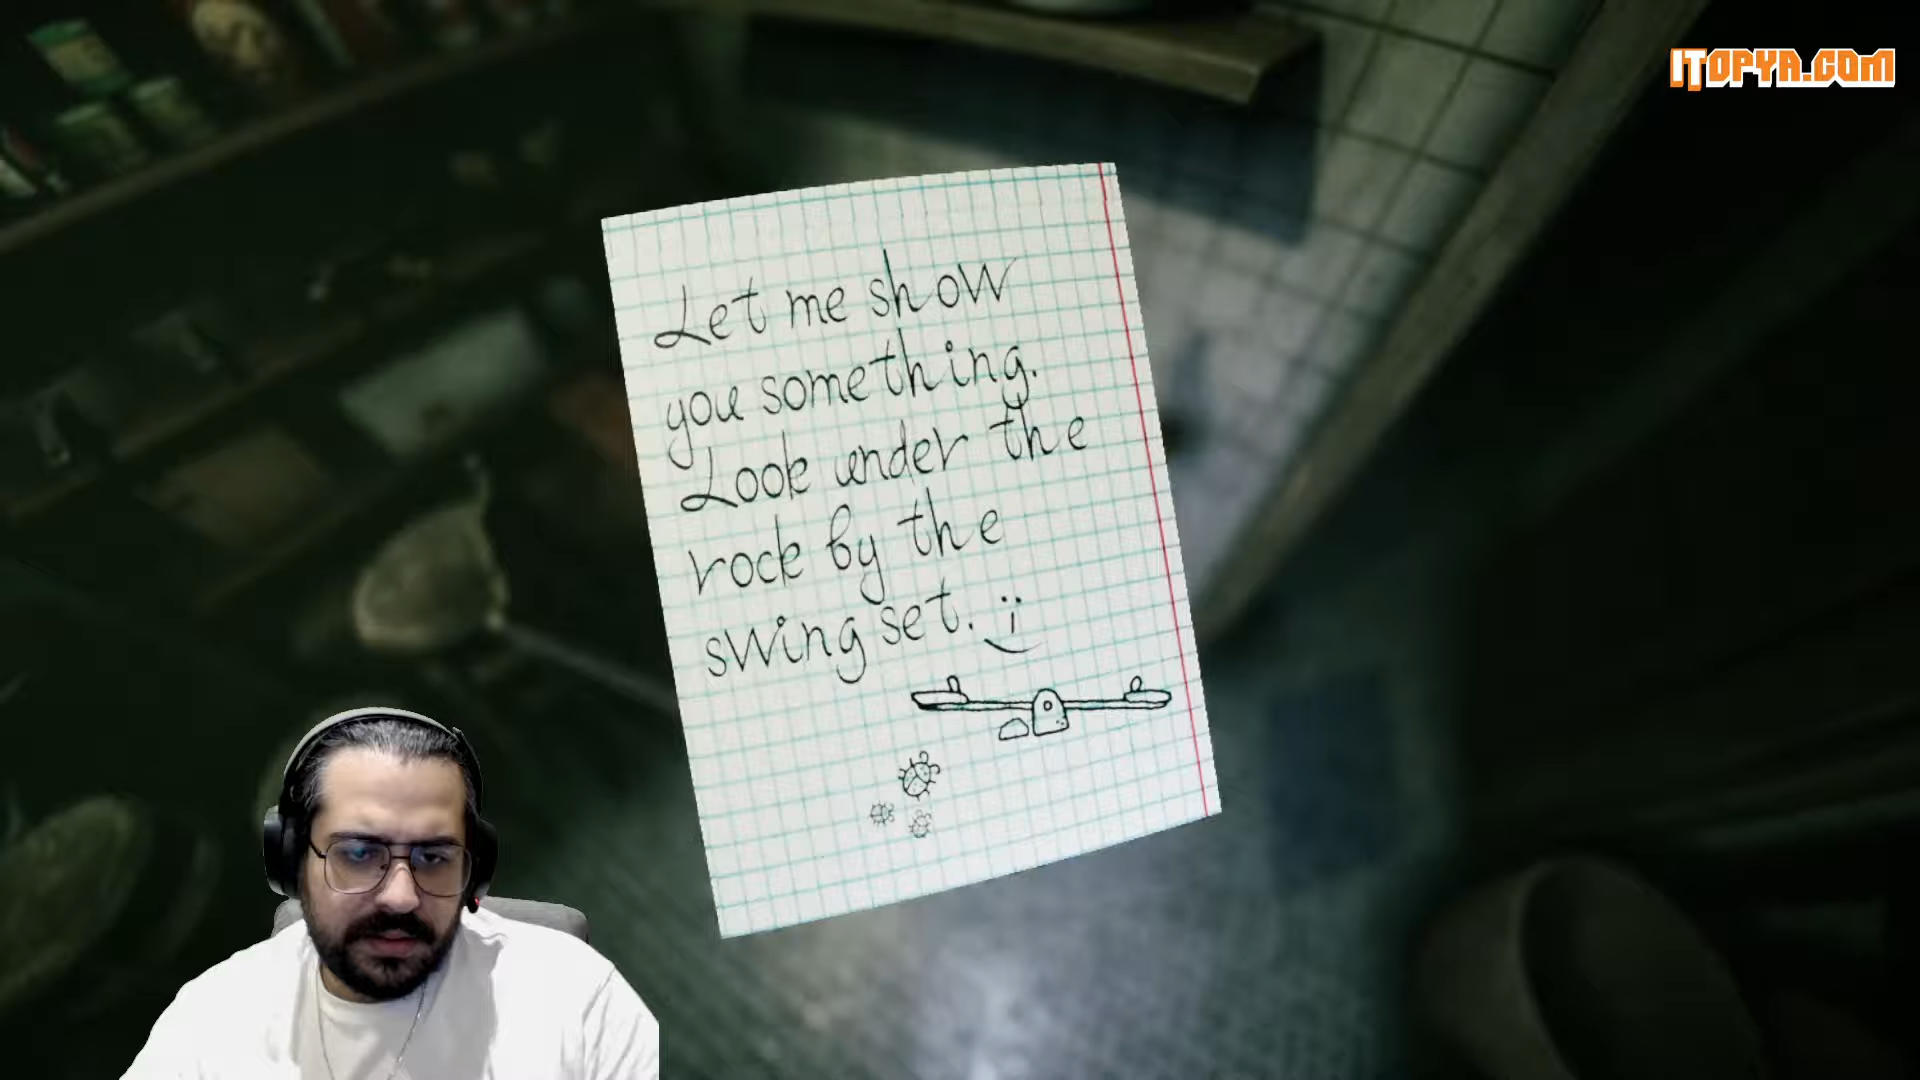 ITOPYA.COM
Let me show
you something.
Look under the
rock by the
swing set.